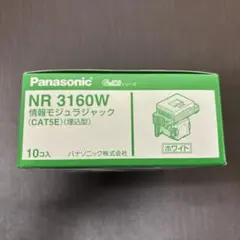 Panasonic
NR 3160W
情報モジュラジャック
(CAT5E)(埋込型)
ホワイト
10コ入
パナソニック株式会社